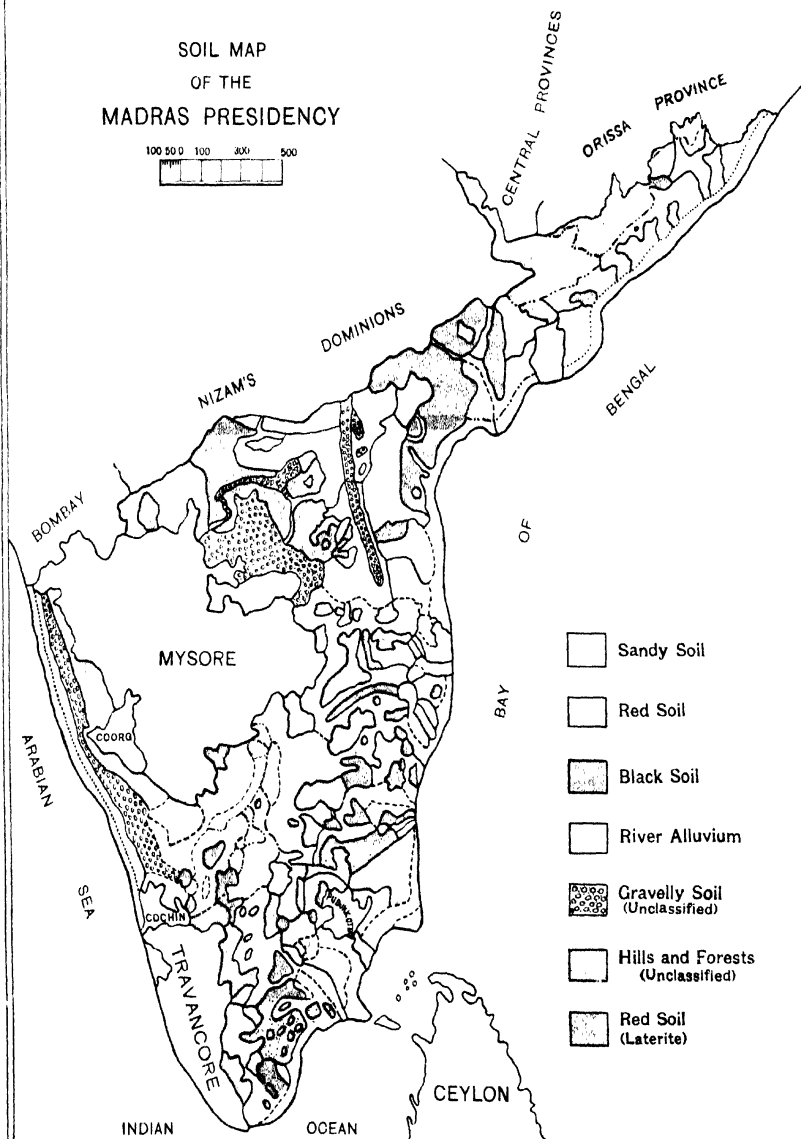 SOIL MAP
OF THE
MADRAS PRESIDENCY
100 50 0 100 300 500
CENTRAL PROVINCES
ORISSA PROVINCE
NIZAM'S DOMINIONS
BOMBAY
BAY OF BENGAL
MYSORE
COORG
ARABIAN SEA
COCHIN
TRAVANCORE
CEYLON
INDIAN OCEAN
Sandy Soil
Red Soil
Black Soil
River Alluvium
Gravelly Soil
(Unclassified)
Hills and Forests
(Unclassified)
Red Soil
(Laterite)